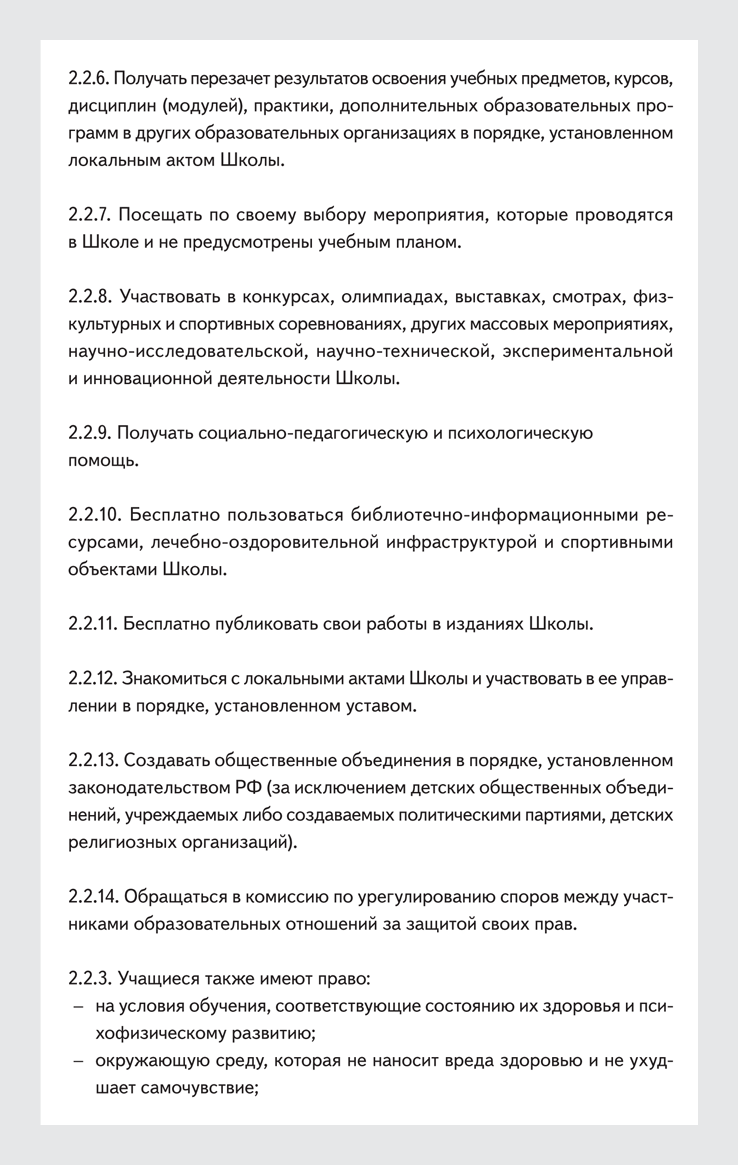 2.2.6. Получать перезачет результатов освоения учебных предметов, курсов,
дисциплин (модулей), практики, дополнительных образовательных про-
грамм в других образовательных организациях в порядке, установленном
локальным актом Школы.
2.2.7. Посещать по своему выбору мероприятия, которые проводятся
в Школе и не предусмотрены учебным планом.
2.2.8. Участвовать в конкурсах, олимпиадах, выставках, смотрах, физ-
культурных и спортивных соревнованиях, других массовых мероприятиях,
научно-исследовательской, научно-технической, экспериментальной
и инновационной деятельности Школы.
2.2.9. Получать социально-педагогическую и психологическую
помощь.
2.2.10. Бесплатно пользоваться библиотечно-информационными ре-
сурсами, лечебно-оздоровительной инфраструктурой и спортивными
объектами Школы.
2.2.11. Бесплатно публиковать свои работы в изданиях Школы.
2.2.12. Знакомиться с локальными актами Школы и участвовать в ее управ-
лении в порядке, установленном уставом.
2.2.13. Создавать общественные объединения в порядке, установленном
законодательством РФ (за исключением детских общественных объеди-
нений, учреждаемых либо создаваемых политическими партиями, детских
религиозных организаций).
2.2.14. Обращаться в комиссию по урегулированию споров между участ-
никами образовательных отношений за защитой своих прав.
2.2.3. Учащиеся также имеют право:
– на условия обучения, соответствующие состоянию их здоровья и пси-
хофизическому развитию;
– окружающую среду, которая не наносит вреда здоровью и не ухуд-
шает самочувствие;